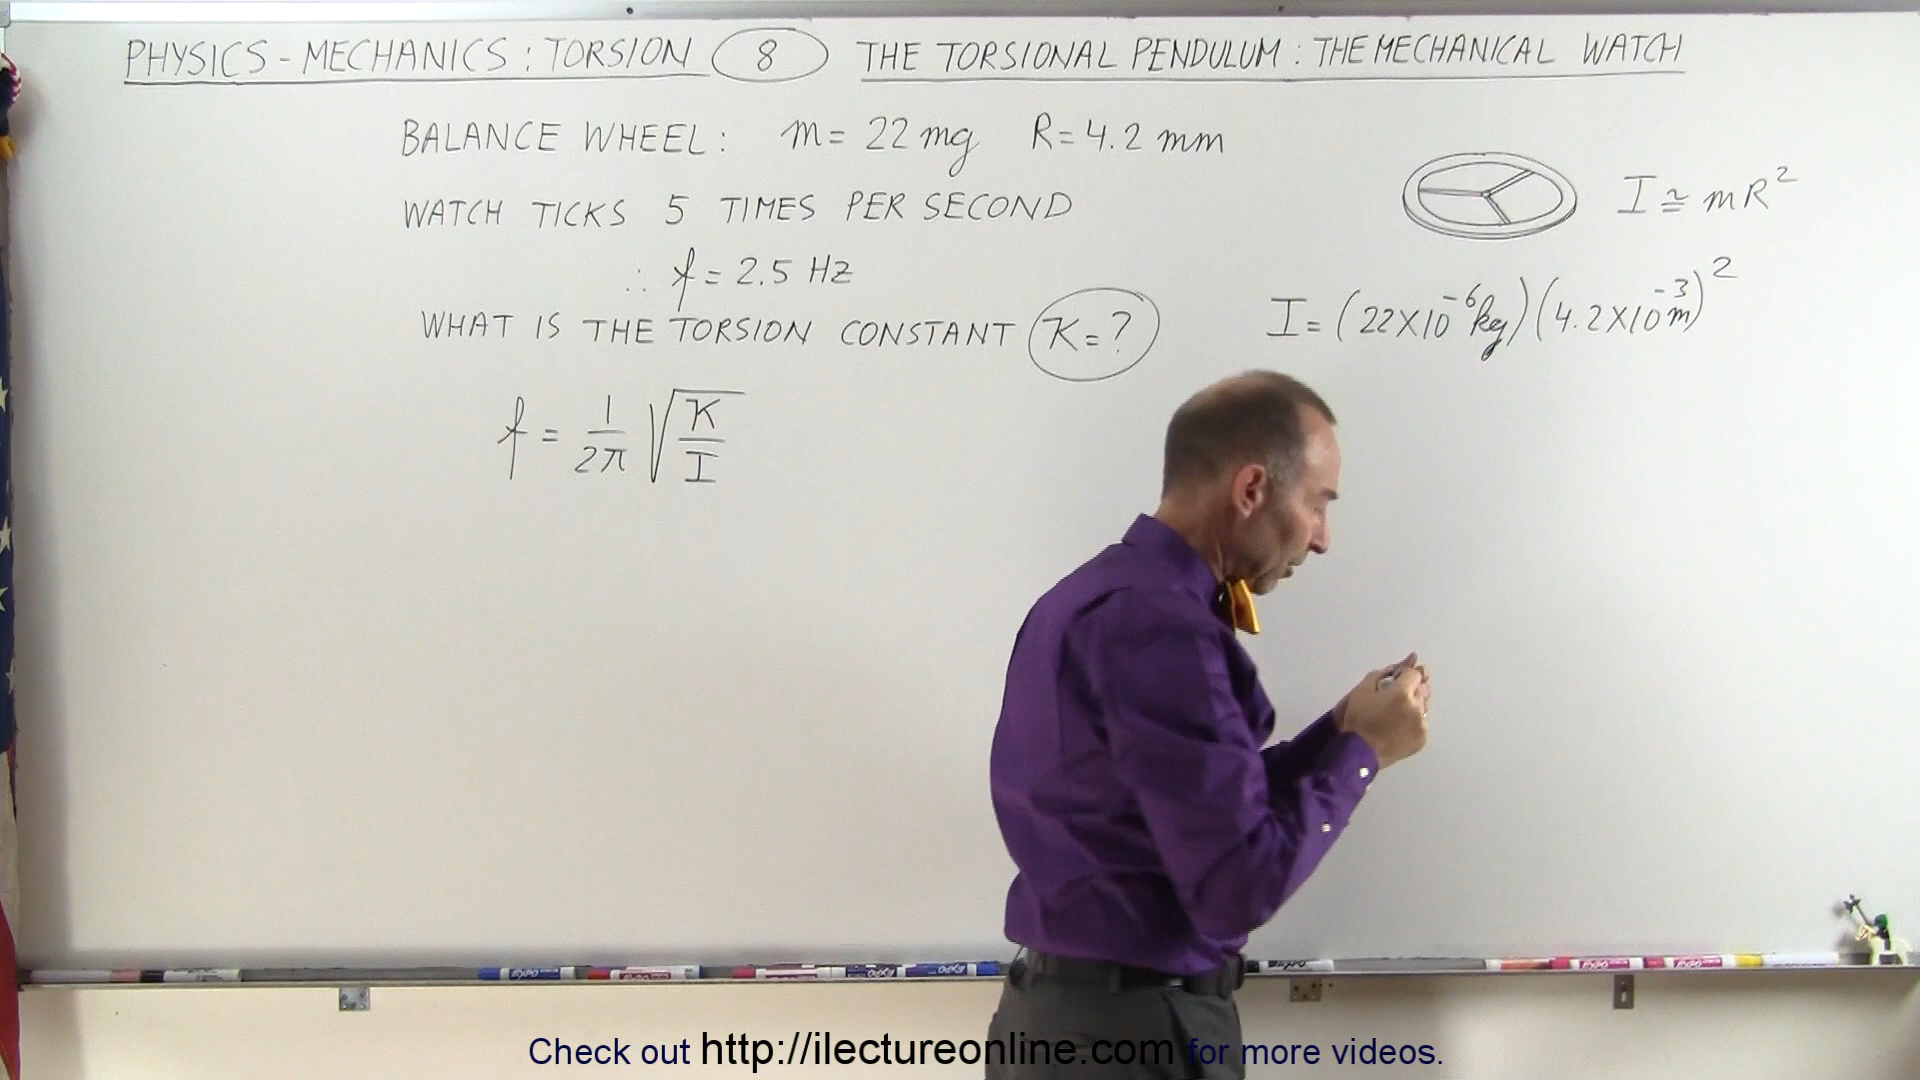 PHYSICS - MECHANICS : TORSION 8 THE TORSIONAL PENDULUM : THE MECHANICAL WATCH
BALANCE WHEEL : m = 22 mg R = 4.2 mm
WATCH TICKS 5 TIMES PER SECOND
∴ f = 2.5 HZ
WHAT IS THE TORSION CONSTANT K = ?
f = 1/2π √K/I
I ≅ mR²
I = (22 X 10⁻⁶ kg)(4.2 X 10⁻³ m)²
EXPO
Check out http://ilectureonline.com for more videos.